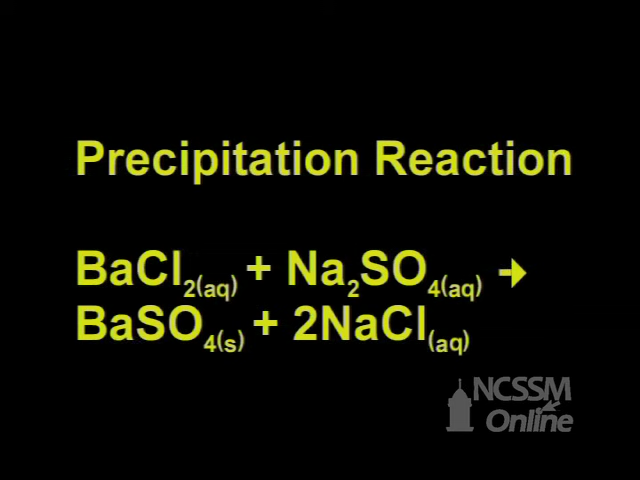 Precipitation Reaction
BaCl₂(aq) + Na₂SO₄(aq) ➔
BaSO₄(s) + 2NaCl(aq)
NCSSM
Online